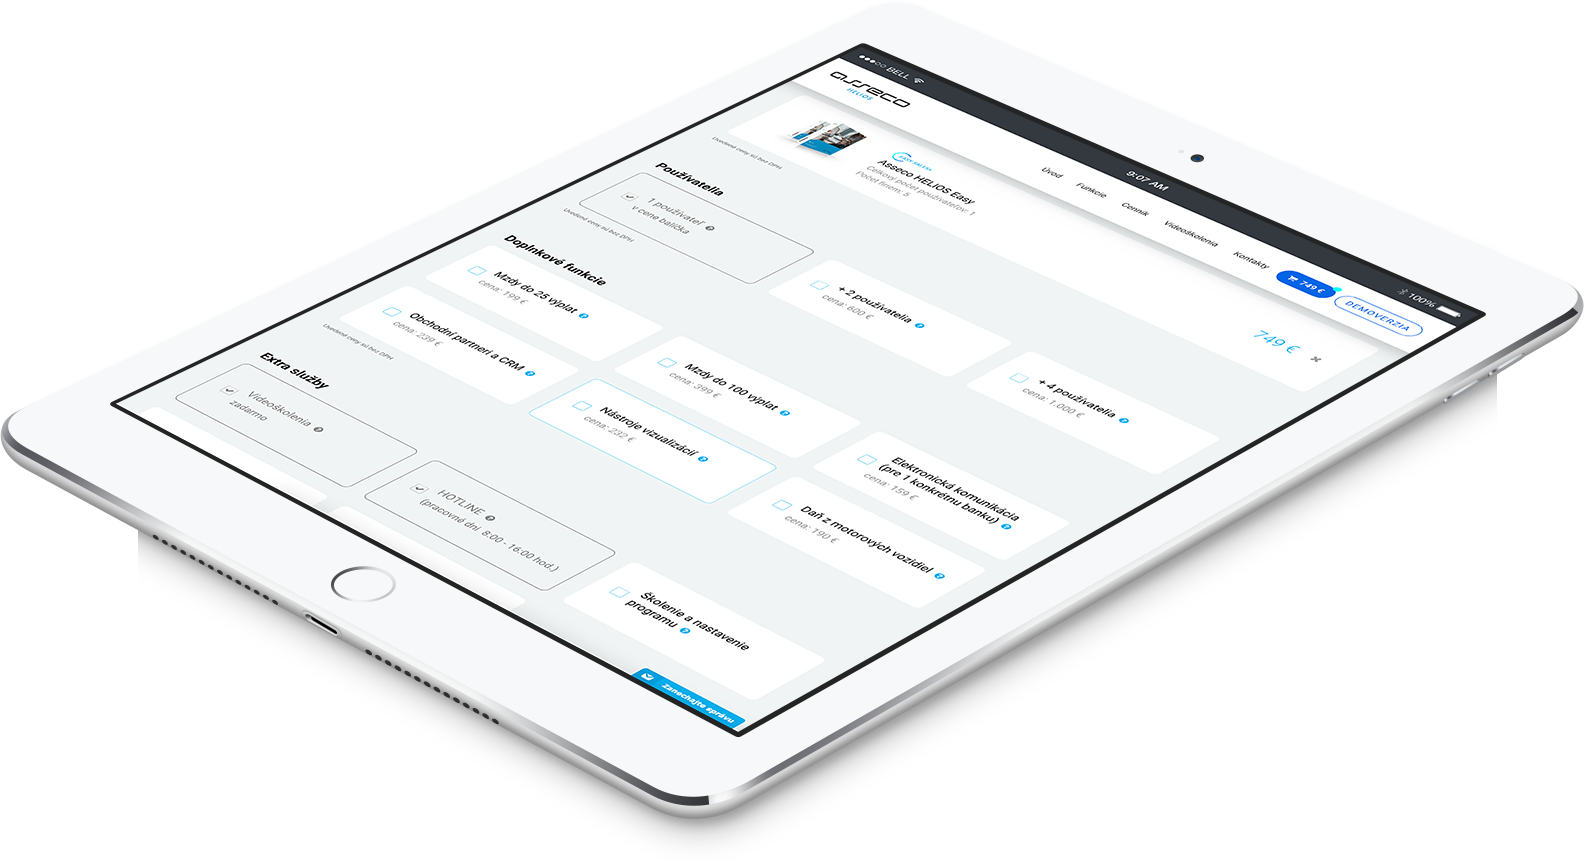 BELL
9:07 AM
100%
asseco
HELIOS
Úvod
Funkcie
Cenník
Videoškolenia
Kontakty
749 €
DEMOVERZIA
Asseco HELIOS Easy
Celkový počet používateľov: 1
Počet firiem: 5
749 €
Uvedené ceny sú bez DPH
Používatelia
1 používateľ
v cene balíčka
+ 2 používatelia
cena: 600 €
+ 4 používatelia
cena: 1.000 €
Uvedené ceny sú bez DPH
Doplnkové funkcie
Mzdy do 25 výplat
cena: 199 €
Mzdy do 100 výplat
cena: 399 €
Elektronická komunikácia
(pre 1 konkrétnu banku)
cena: 159 €
Obchodní partneri a CRM
cena: 239 €
Nástroje vizualizácií
cena: 232 €
Daň z motorových vozidiel
cena: 190 €
Uvedené ceny sú bez DPH
Extra služby
Videoškolenia
zadarmo
HOTLINE
(pracovné dni 8:00 - 16:00 hod.)
Školenie a nastavenie
programu
Zanechajte správu